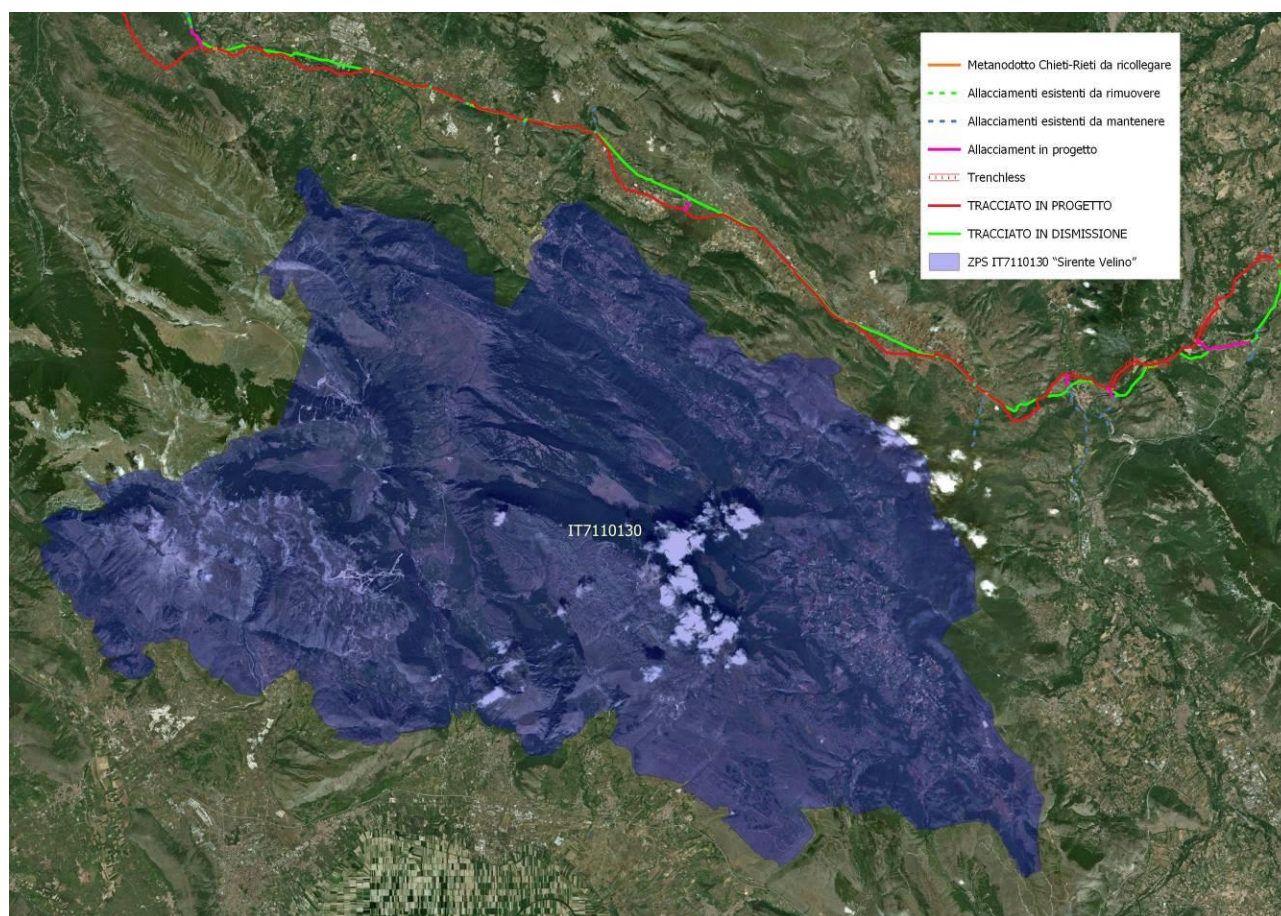 Metanodotto Chieti-Rieti da ricollegare
Allacciamenti esistenti da rimuovere
Allacciamenti esistenti da mantenere
Allacciament in progetto
Trenchless
TRACCIATO IN PROGETTO
TRACCIATO IN DISMISSIONE
ZPS IT7110130 "Sirente Velino"
IT7110130